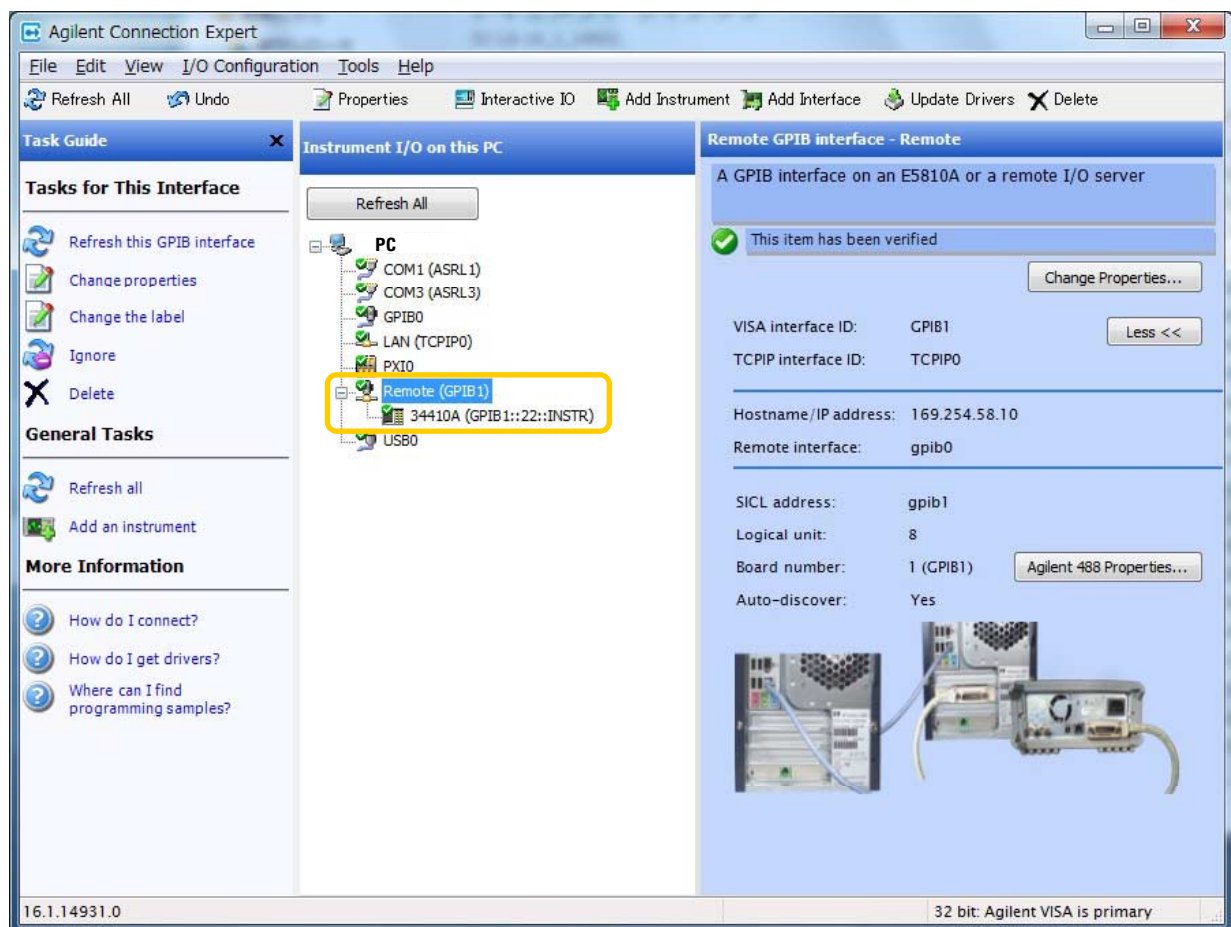 Agilent Connection Expert
File Edit View I/O Configuration Tools Help
Refresh All Undo Properties Interactive IO Add Instrument Add Interface Update Drivers Delete
Task Guide
Tasks for This Interface
Refresh this GPIB interface
Change properties
Change the label
Ignore
Delete
General Tasks
Refresh all
Add an instrument
More Information
How do I connect?
How do I get drivers?
Where can I find
programming samples?
Instrument I/O on this PC
Refresh All
PC
COM1 (ASRL1)
COM3 (ASRL3)
GPIB0
LAN (TCPIP0)
PXI0
Remote (GPIB1)
34410A (GPIB1::22::INSTR)
USB0
Remote GPIB interface - Remote
A GPIB interface on an E5810A or a remote I/O server
This item has been verified
Change Properties...
VISA interface ID: GPIB1
Less <<
TCPIP interface ID: TCPIP0
Hostname/IP address: 169.254.58.10
Remote interface: gpib0
SICL address: gpib1
Logical unit: 8
Board number: 1 (GPIB1) Agilent 488 Properties...
Auto-discover: Yes
16.1.14931.0
32 bit: Agilent VISA is primary